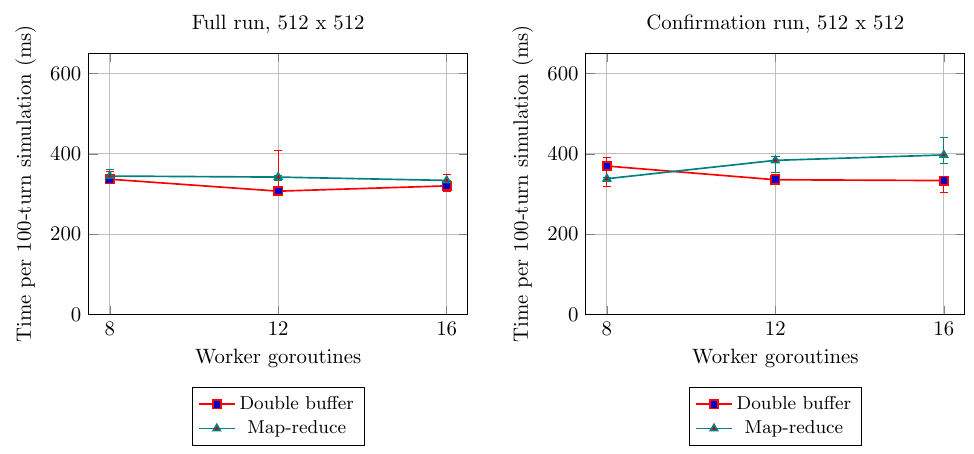 Full run, 512 x 512
Time per 100-turn simulation (ms)
600
400
200
0
8
12
16
Worker goroutines
Double buffer
Map-reduce
Confirmation run, 512 x 512
Time per 100-turn simulation (ms)
600
400
200
0
8
12
16
Worker goroutines
Double buffer
Map-reduce